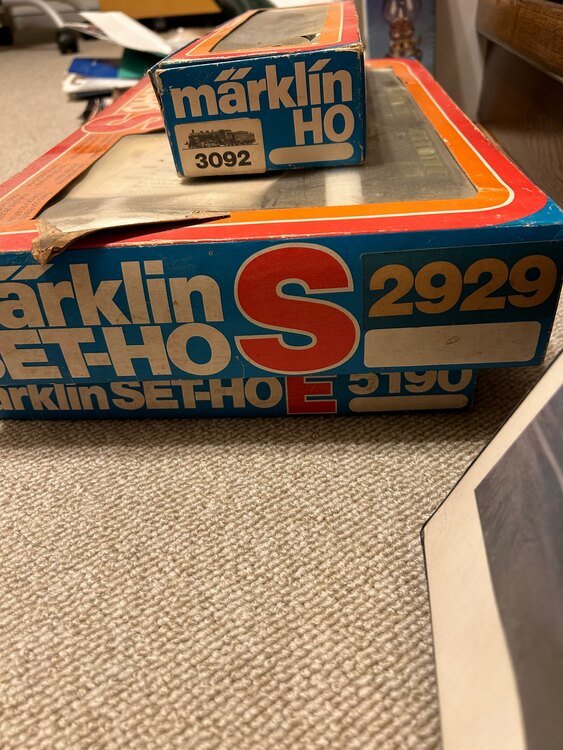 märklin
HO
3092
ärklin
SET-HO
S
2929
ärklin SET-HO
E
5190